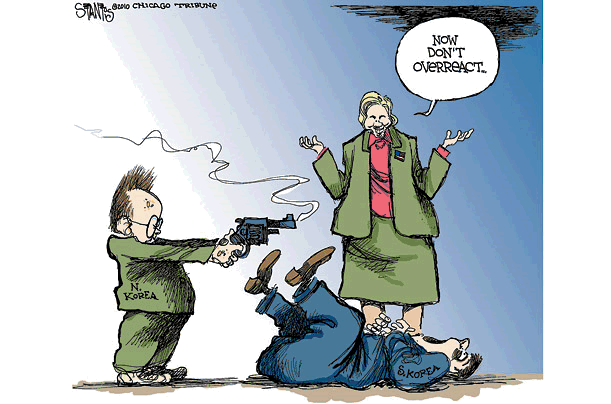 STANTIS ©2010 CHICAGO TRIBUNE
NOW
DON'T
OVERREACT..
N.
KOREA
S. KOREA